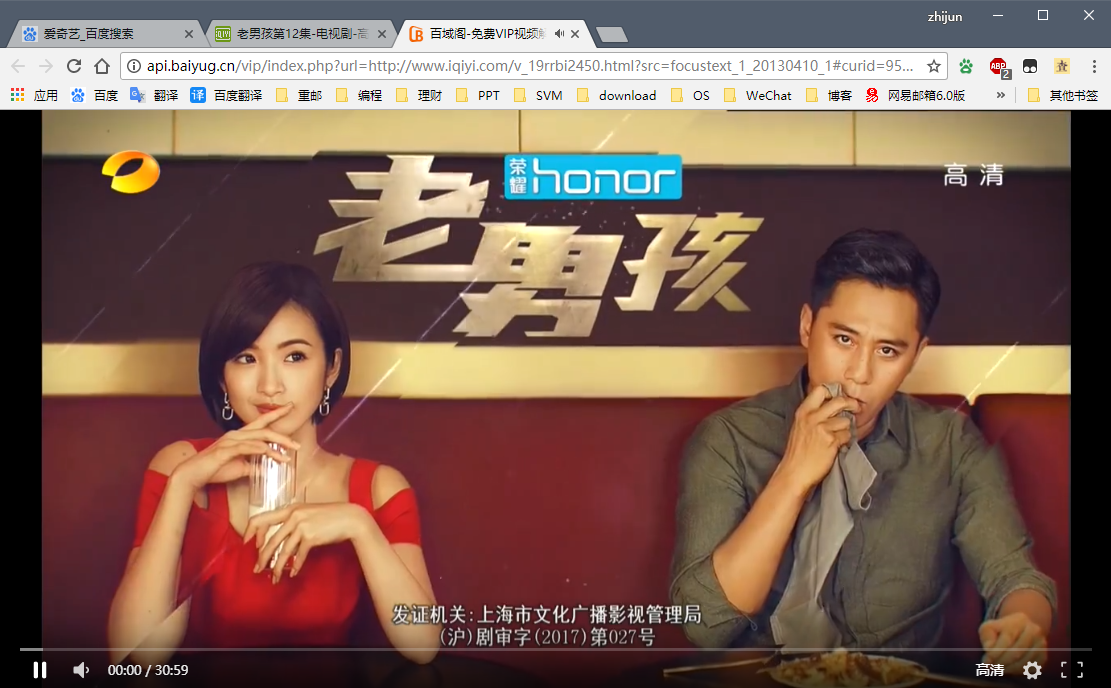 zhijun
爱奇艺_百度搜索
老男孩第12集-电视剧-高
百域阁-免费VIP视频解
api.baiyug.cn/vip/index.php?url=http://www.iqiyi.com/v_19rrbi2450.html?src=focustext_1_20130410_1#curid=95...
ABP
2
应用 百度 翻译 译 百度翻译 重邮 编程 理财 PPT SVM download OS WeChat 博客 网易邮箱6.0版 » 其他书签
荣耀 honor
高清
老男孩
发证机关:上海市文化广播影视管理局
(沪)剧审字(2017)第027号
00:00 / 30:59
高清